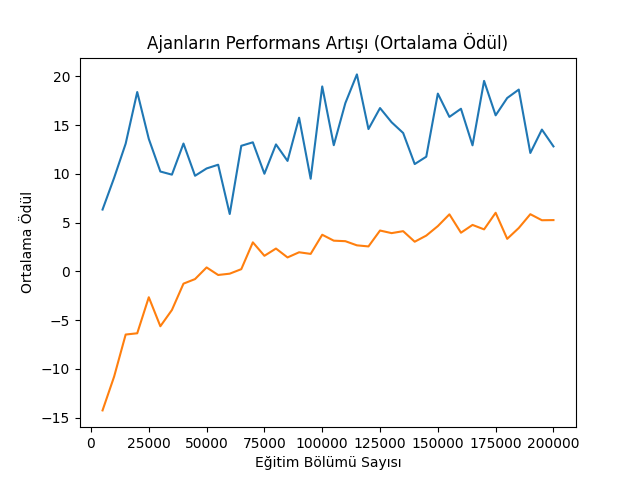 Ajanların Performans Artışı (Ortalama Ödül)
Ortalama Ödül
20
15
10
5
0
−5
−10
−15
0 25000 50000 75000 100000 125000 150000 175000 200000
Eğitim Bölümü Sayısı